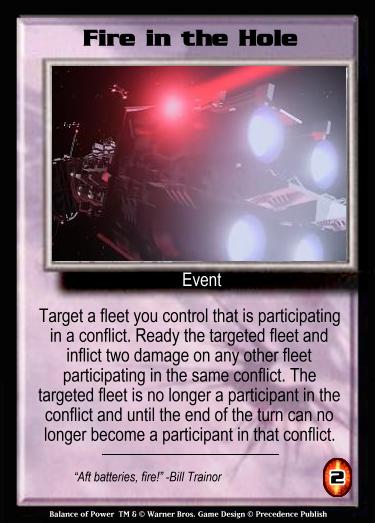 Fire in the Hole
Event
Target a fleet you control that is participating
in a conflict. Ready the targeted fleet and
inflict two damage on any other fleet
participating in the same conflict. The
targeted fleet is no longer a participant in the
conflict and until the end of the turn can no
longer become a participant in that conflict.
"Aft batteries, fire!" -Bill Trainor
2
Balance of Power TM & © Warner Bros. Game Design © Precedence Publish